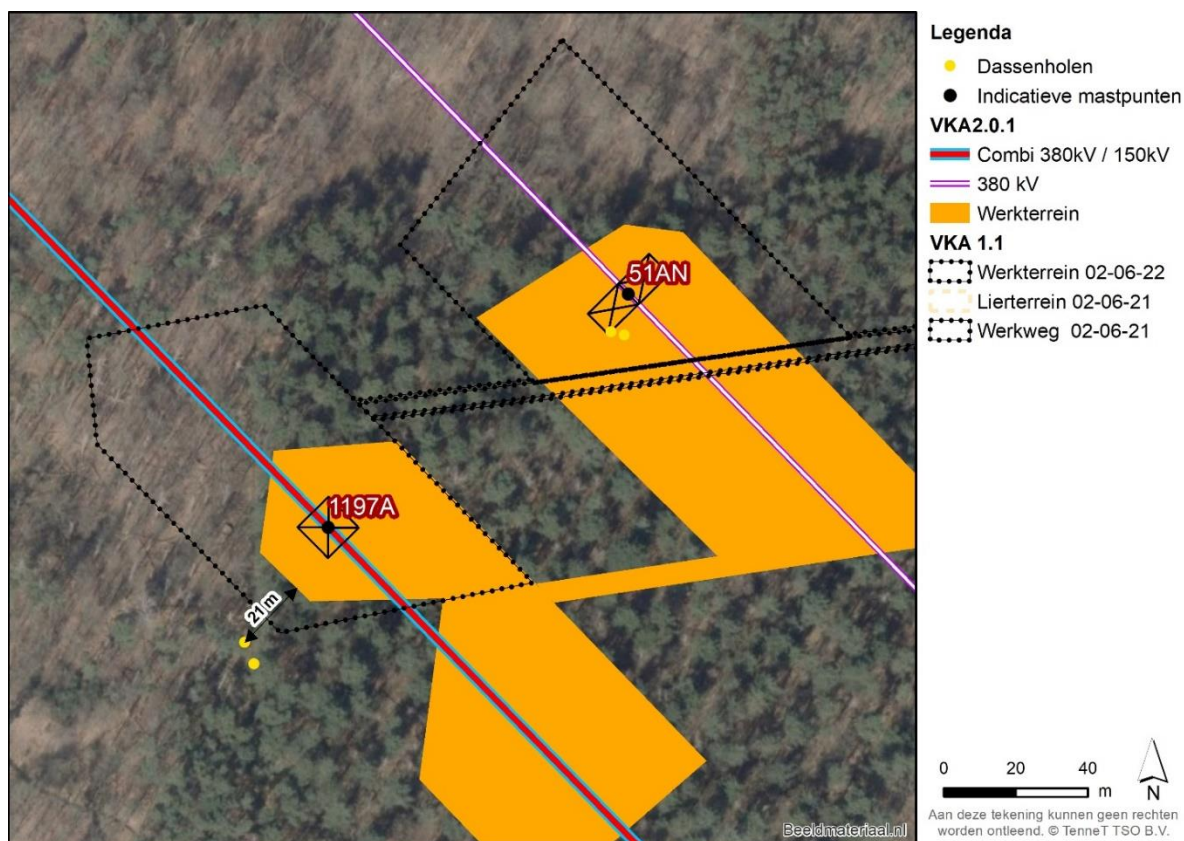 51AN
1197A
21 m
Beeldmateriaal.nl
Legenda
Dassenholen
Indicatieve mastpunten
VKA2.0.1
Combi 380kV / 150kV
380 kV
Werkterrein
VKA 1.1
Werkterrein 02-06-22
Lierterrein 02-06-21
Werkweg 02-06-21
0 20 40
m
N
Aan deze tekening kunnen geen rechten
worden ontleend. © TenneT TSO B.V.